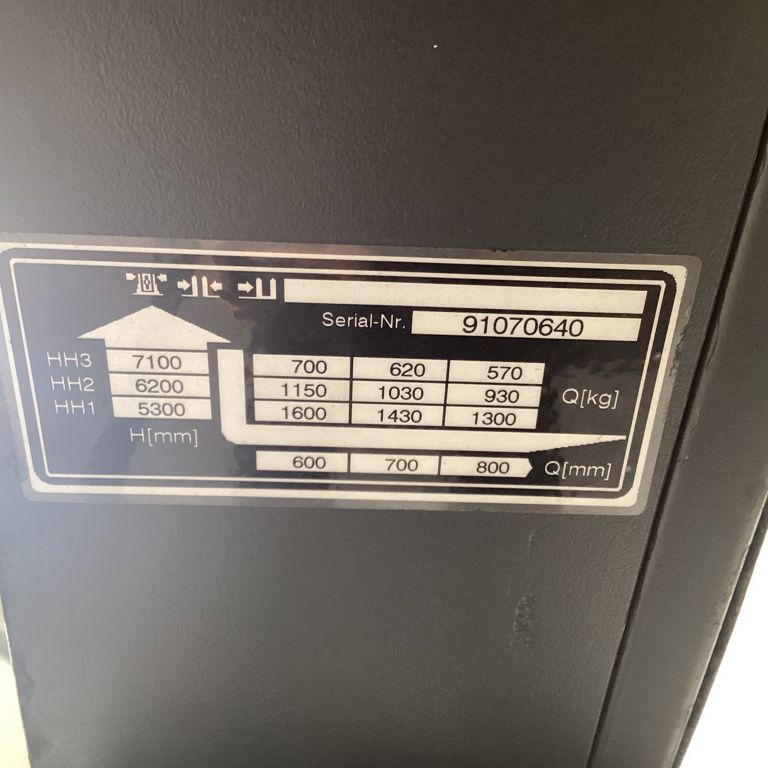 Serial-Nr. 91070640
HH3 7100 700 620 570
HH2 6200 1150 1030 930 Q[kg]
HH1 5300 1600 1430 1300
H[mm]
600 700 800 Q[mm]